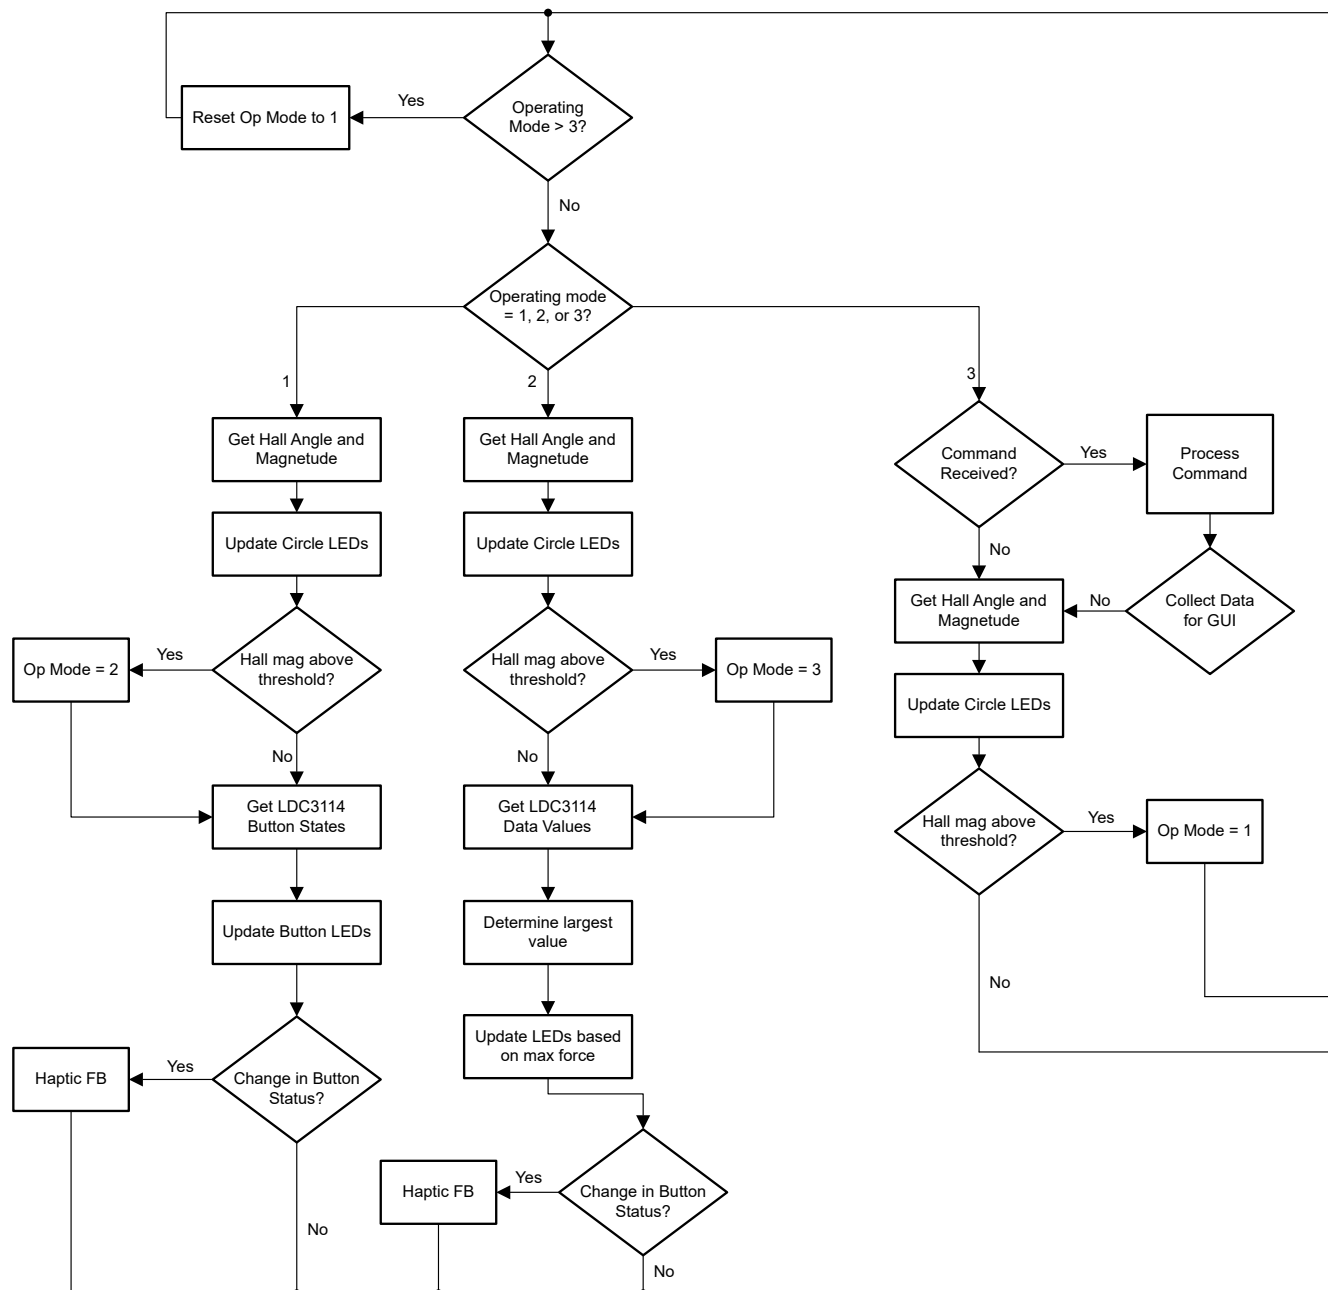 Operating
Mode > 3?
Yes
Reset Op Mode to 1
No
Operating mode
= 1, 2, or 3?
1
2
3
Get Hall Angle and
Magnetude
Update Circle LEDs
Hall mag above
threshold?
Yes
Op Mode = 2
No
Get LDC3114
Button States
Update Button LEDs
Change in Button
Status?
Yes
Haptic FB
No
Get Hall Angle and
Magnetude
Update Circle LEDs
Hall mag above
threshold?
Yes
Op Mode = 3
No
Get LDC3114
Data Values
Determine largest
value
Update LEDs based
on max force
Change in Button
Status?
Yes
Haptic FB
No
Command
Received?
Yes
Process
Command
No
Collect Data
for GUI
No
Get Hall Angle and
Magnetude
Update Circle LEDs
Hall mag above
threshold?
Yes
Op Mode = 1
No